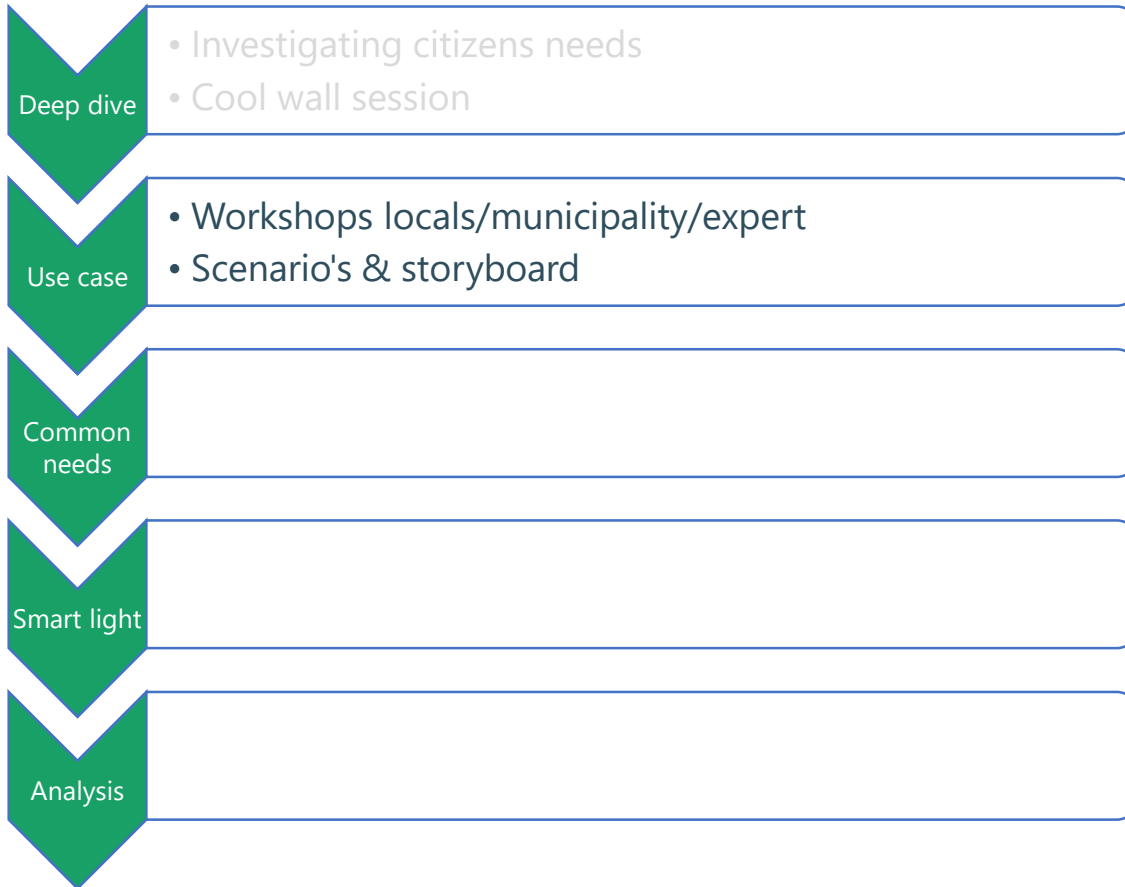 Deep dive
• Investigating citizens needs
• Cool wall session
Use case
• Workshops locals/municipality/expert
• Scenario's & storyboard
Common
needs
Smart light
Analysis